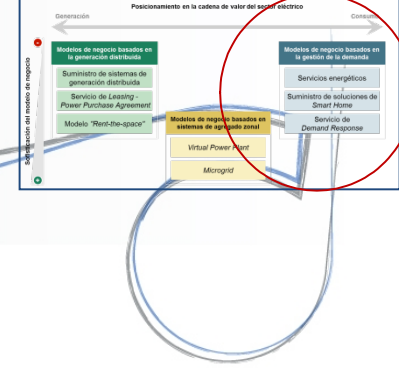 Posicionamiento en la cadena de valor del sector eléctrico
Generación
Consumo
Sofisticación del modelo de negocio
Modelos de negocio basados en
la generación distribuida
Suministro de sistemas de
generación distribuida
Servicio de Leasing -
Power Purchase Agreement
Modelo "Rent-the-space"
Modelos de negocio basados en
sistemas de agregado zonal
Virtual Power Plant
Microgrid
Modelos de negocio basados en
la gestión de la demanda
Servicios energéticos
Suministro de soluciones de
Smart Home
Servicio de
Demand Response